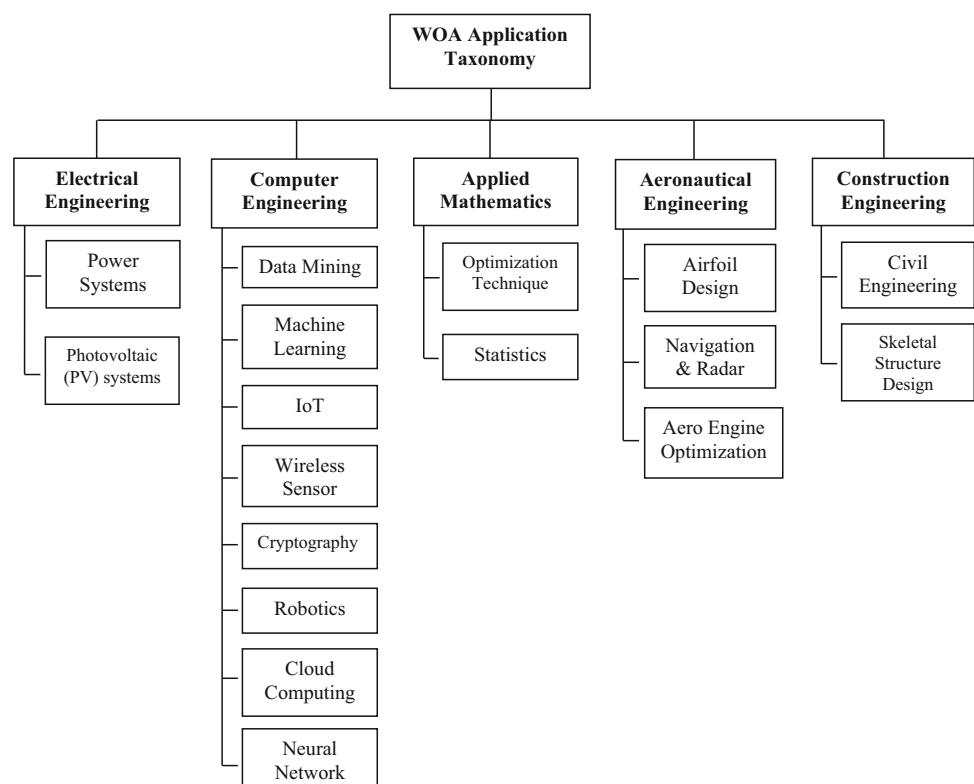 WOA Application
Taxonomy
Electrical
Engineering
Power
Systems
Photovoltaic
(PV) systems
Computer
Engineering
Data Mining
Machine
Learning
IoT
Wireless
Sensor
Cryptography
Robotics
Cloud
Computing
Neural
Network
Applied
Mathematics
Optimization
Technique
Statistics
Aeronautical
Engineering
Airfoil
Design
Navigation
& Radar
Aero Engine
Optimization
Construction
Engineering
Civil
Engineering
Skeletal
Structure
Design